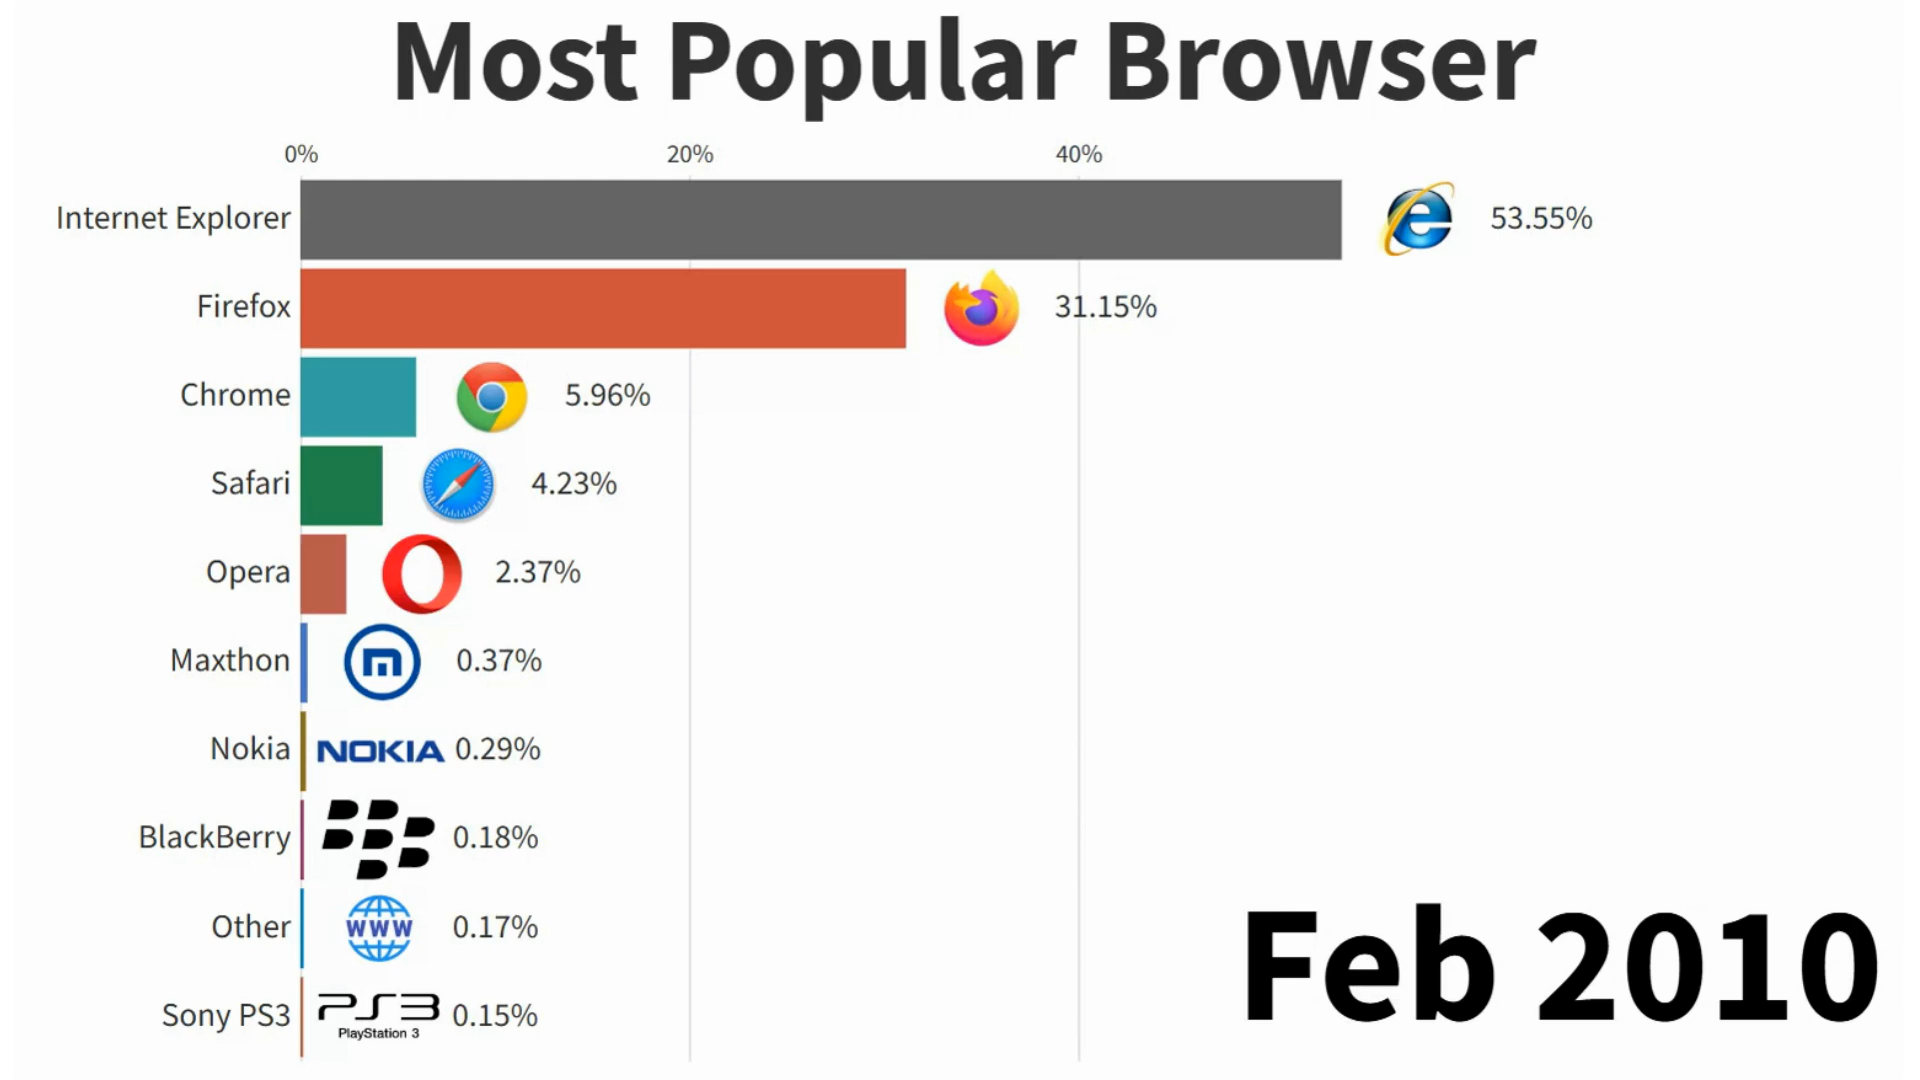 Most Popular Browser
0% 20% 40%
Internet Explorer 53.55%
Firefox 31.15%
Chrome 5.96%
Safari 4.23%
Opera 2.37%
Maxthon m 0.37%
Nokia NOKIA 0.29%
BlackBerry 0.18%
Other WWW 0.17%
Sony PS3 PS3 0.15%
PlayStation 3
Feb 2010